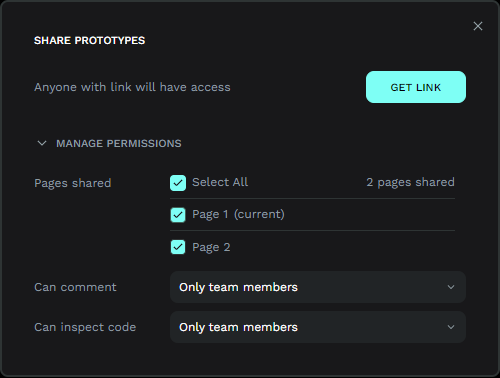 SHARE PROTOTYPES
Anyone with link will have access
GET LINK
MANAGE PERMISSIONS
Pages shared
Select All
2 pages shared
Page 1 (current)
Page 2
Can comment
Only team members
Can inspect code
Only team members